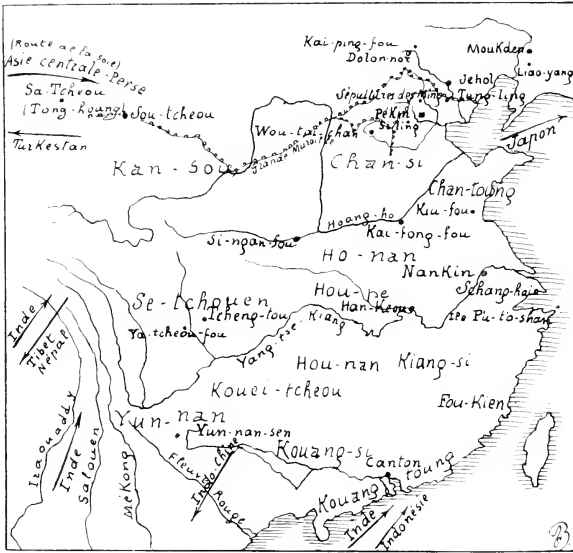 Kai-ping-fou
Dolon-noë
Moukden
Liao-yang
(Route de la soie)
Asie centrale-Perse
Sa-Tcheou
(Tong-houang)
Sou-tcheou
Turkestan
Sépultures des Ming
Jehol
Tung-ling
Pékin
Si-ling
Wou-tai-chan
Grande Muraille
Japon
Kan-Sou
Chan-si
Chan-toung
Kiu-fou
Hoang-ho
Kai-fong-fou
Si-ngan-fou
Ho-nan
Nankin
Schang-haï
Se-tchouen
Hou-pe
Han-Keou
Ile P'u-to-shan
Tcheng-tou
Ya-tcheou-fou
Yang-tse-Kiang
Inde
Tibet
Népal
Hou-nan
Kiang-si
Kouei-tcheou
Fou-Kien
Yun-nan
Yun-nan-sen
Iraouaddy
Inde
Salouen
Mékong
Fleuve Rouge
Indo-Chine
Kouang-si
Canton
Kouang toung
Inde
Indonésie